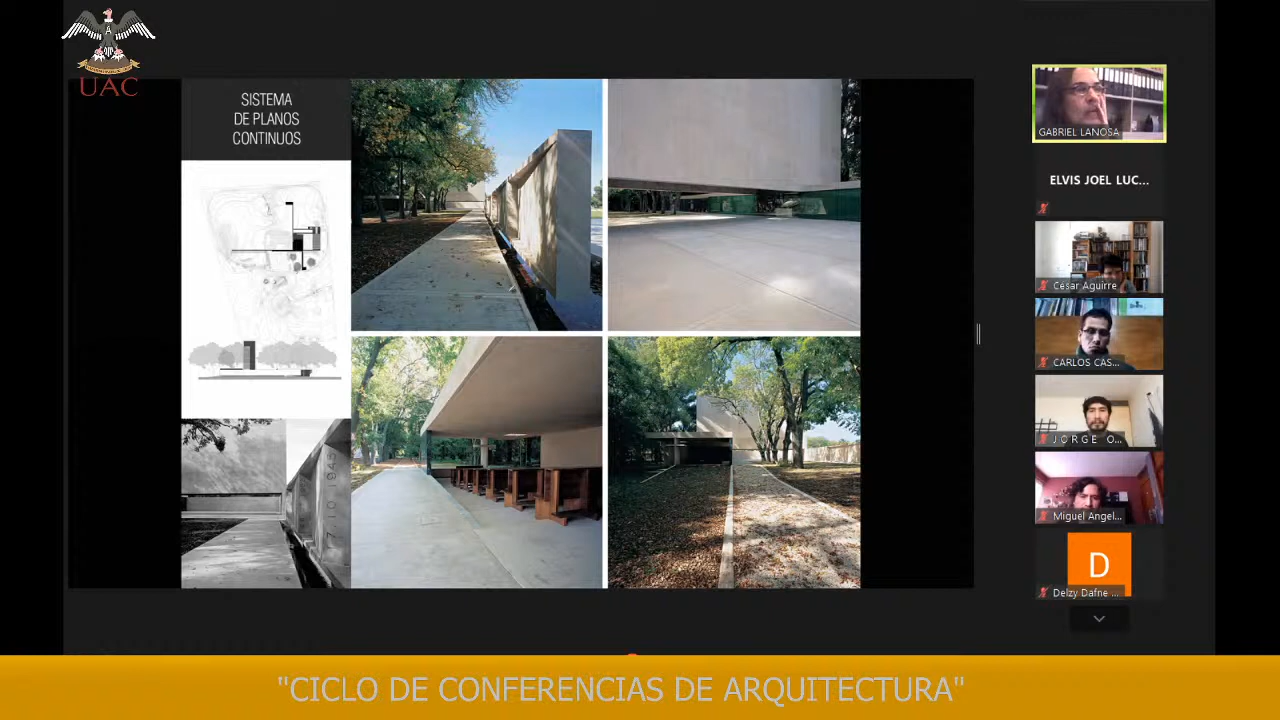 UAC
SISTEMA
DE PLANOS
CONTINUOS
GABRIEL LANOSA
ELVIS JOEL LUC...
César Aguirre
CARLOS CAS...
J O R G E O...
Miguel Angel...
D
Delzy Dafne ...
"CICLO DE CONFERENCIAS DE ARQUITECTURA"